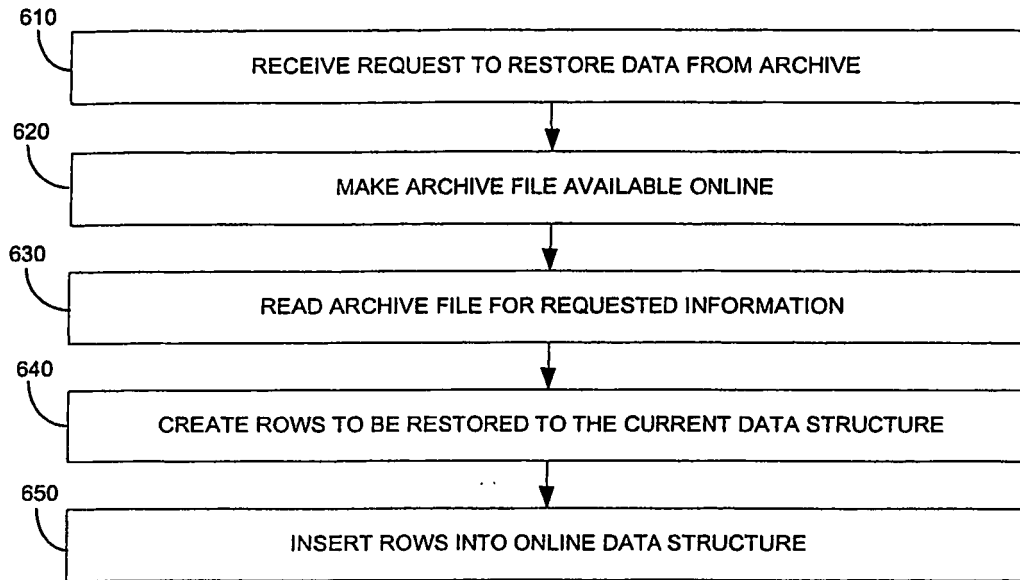 610
RECEIVE REQUEST TO RESTORE DATA FROM ARCHIVE
620
MAKE ARCHIVE FILE AVAILABLE ONLINE
630
READ ARCHIVE FILE FOR REQUESTED INFORMATION
640
CREATE ROWS TO BE RESTORED TO THE CURRENT DATA STRUCTURE
650
INSERT ROWS INTO ONLINE DATA STRUCTURE